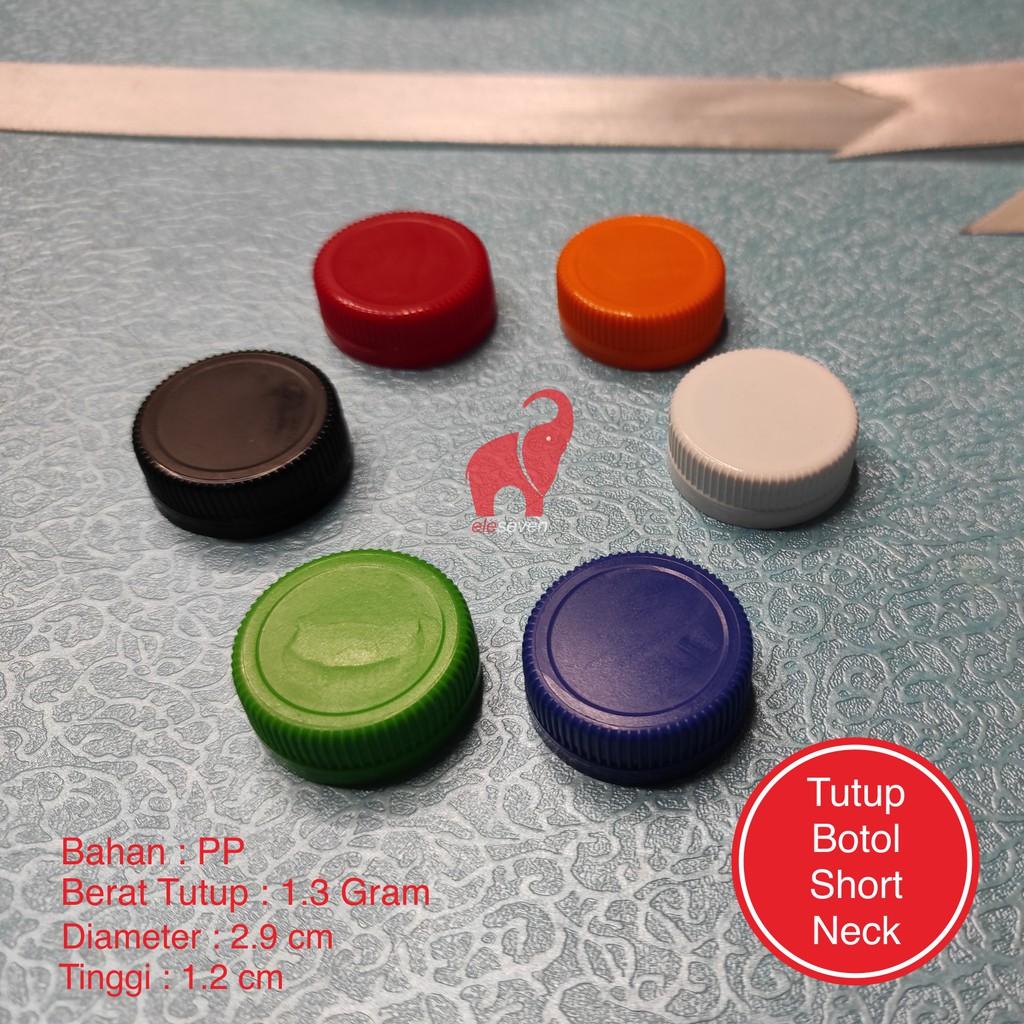 eleseven
Bahan : PP
Berat Tutup : 1.3 Gram
Diameter : 2.9 cm
Tinggi : 1.2 cm
Tutup
Botol
Short
Neck